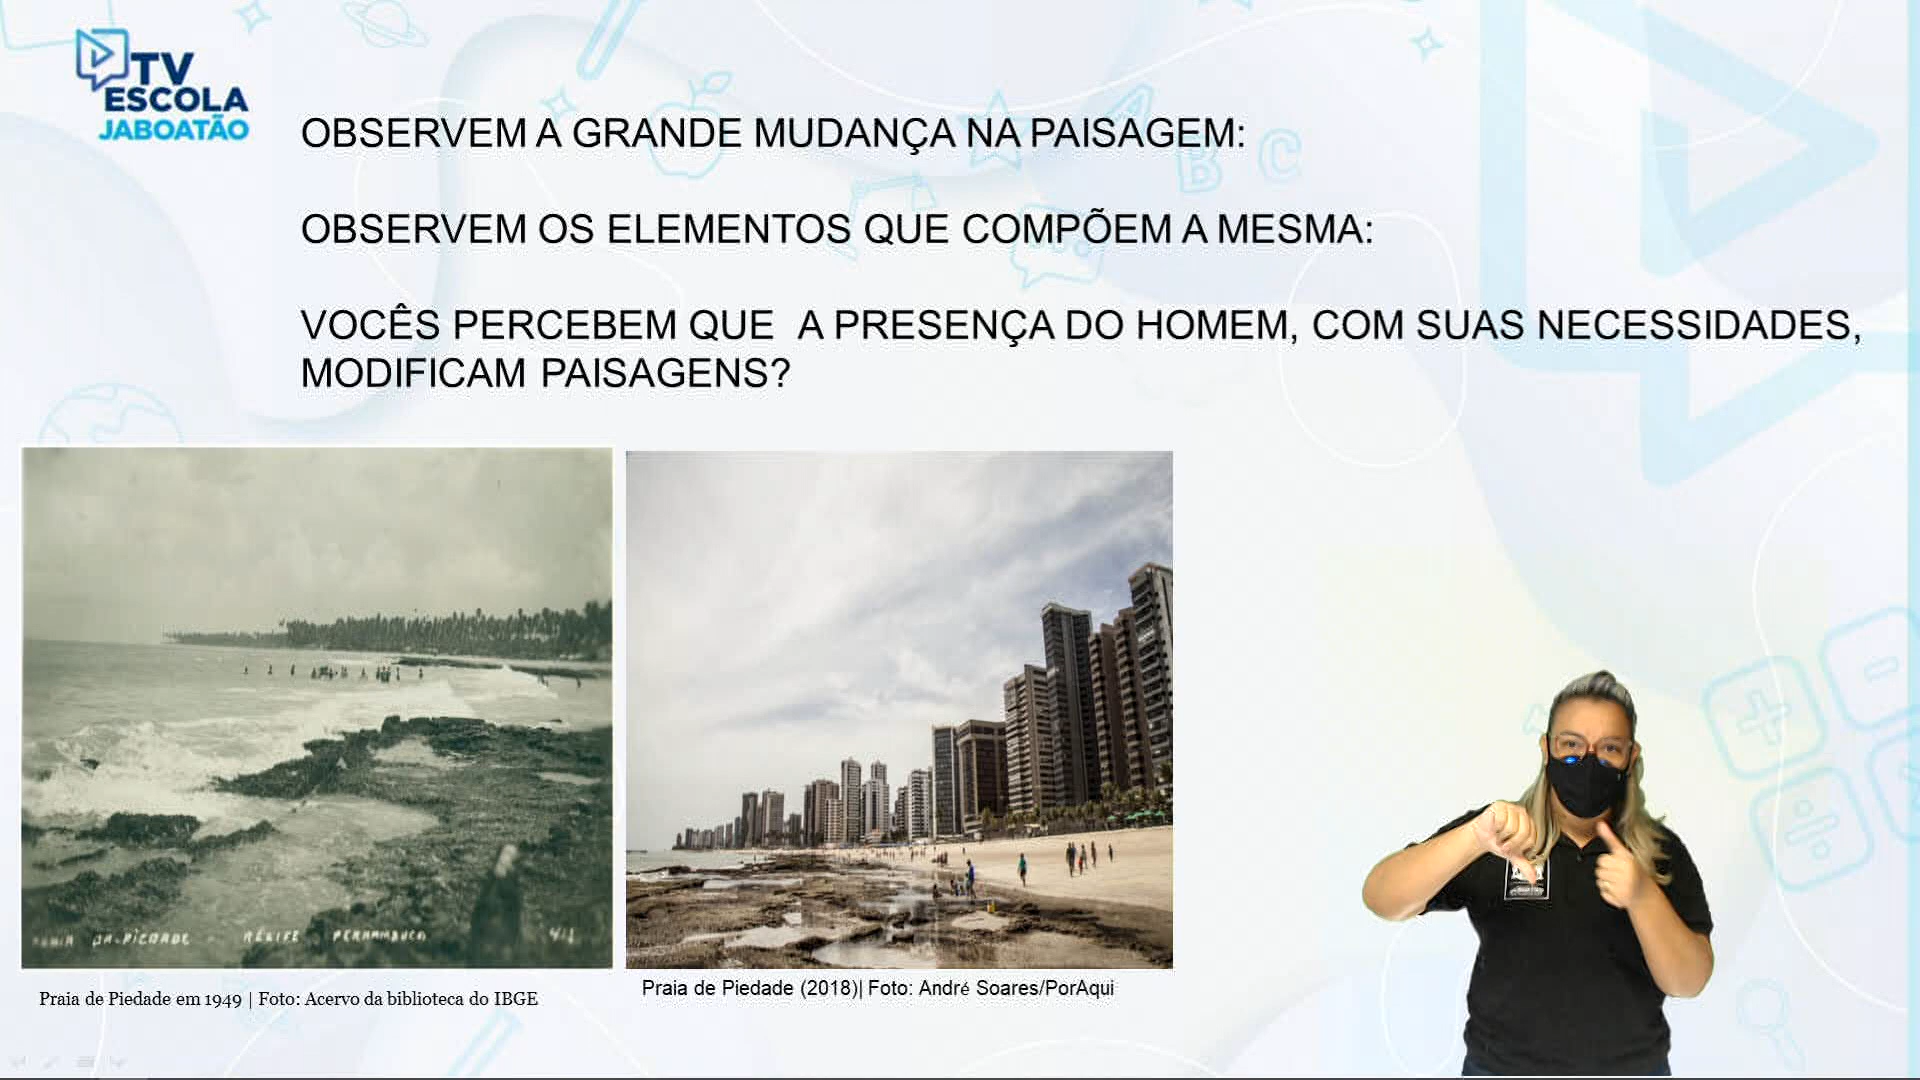 TV
ESCOLA
JABOATÃO
OBSERVEM A GRANDE MUDANÇA NA PAISAGEM:
OBSERVEM OS ELEMENTOS QUE COMPÕEM A MESMA:
VOCÊS PERCEBEM QUE A PRESENÇA DO HOMEM, COM SUAS NECESSIDADES,
MODIFICAM PAISAGENS?
A
B C
DA PIEDADE - RECIFE PERNAMBUCO
Praia de Piedade em 1949 | Foto: Acervo da biblioteca do IBGE
Praia de Piedade (2018)| Foto: André Soares/PorAqui